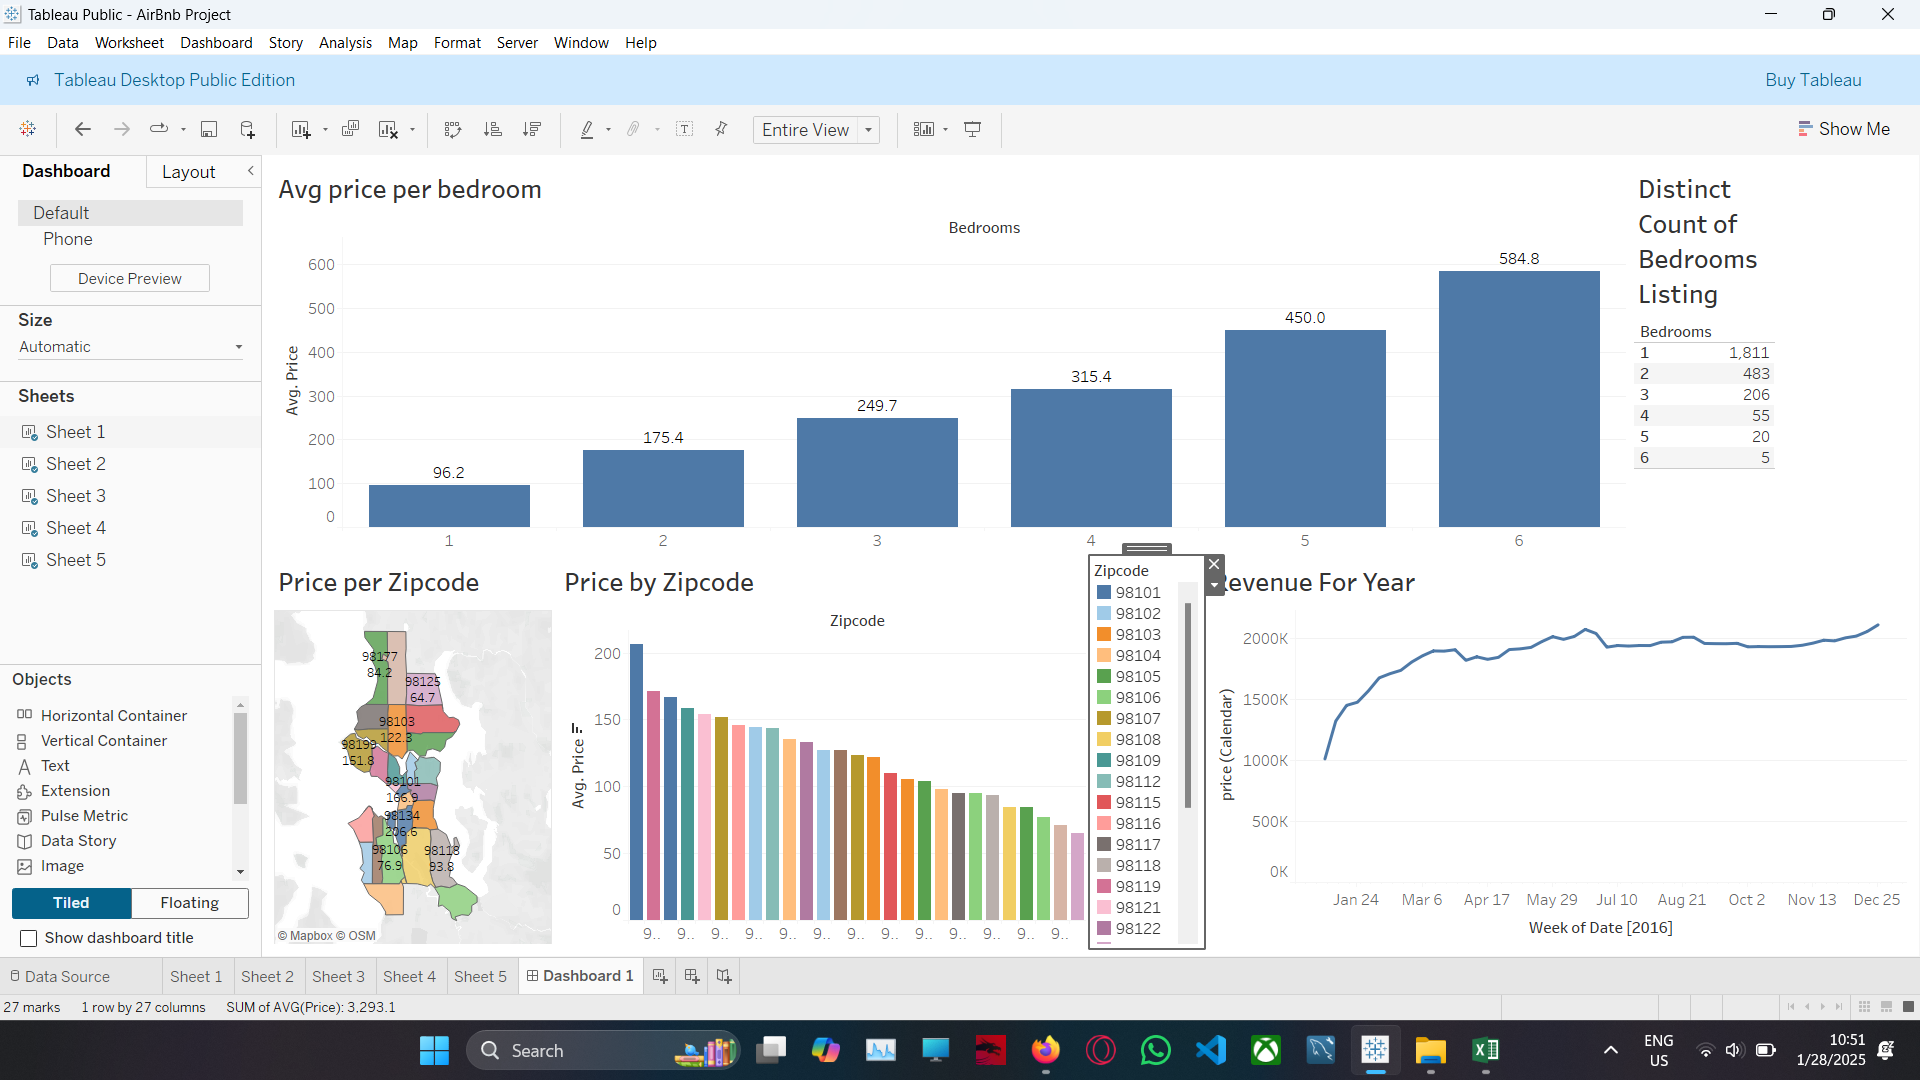 Tableau Public - AirBnb Project
File Data Worksheet Dashboard Story Analysis Map Format Server Window Help
Tableau Desktop Public Edition
Buy Tableau
Entire View
Show Me
Dashboard
Layout
Default
Phone
Device Preview
Size
Automatic
Sheets
Sheet 1
Sheet 2
Sheet 3
Sheet 4
Sheet 5
Objects
Horizontal Container
Vertical Container
Text
Extension
Pulse Metric
Data Story
Image
Tiled
Floating
Show dashboard title
Avg price per bedroom
Bedrooms
Avg. Price
600
500
400
300
200
100
0
96.2
175.4
249.7
315.4
450.0
584.8
1 2 3 4 5 6
Distinct
Count of
Bedrooms
Listing
Bedrooms
1 1,811
2 483
3 206
4 55
5 20
6 5
Price per Zipcode
98177
84.2
98125
64.7
98103
122.3
98199
151.8
98101
166.9
98134
206.6
98106
76.9
98118
93.8
© Mapbox © OSM
Price by Zipcode
Zipcode
Avg. Price
200
150
100
50
0
9.. 9.. 9.. 9.. 9.. 9.. 9.. 9.. 9.. 9.. 9.. 9.. 9..
Zipcode
98101
98102
98103
98104
98105
98106
98107
98108
98109
98112
98115
98116
98117
98118
98119
98121
98122
Revenue For Year
price (Calendar)
2000K
1500K
1000K
500K
0K
Jan 24 Mar 6 Apr 17 May 29 Jul 10 Aug 21 Oct 2 Nov 13 Dec 25
Week of Date [2016]
Data Source Sheet 1 Sheet 2 Sheet 3 Sheet 4 Sheet 5 Dashboard 1
27 marks 1 row by 27 columns SUM of AVG(Price): 3,293.1
Search
ENG
US
10:51
1/28/2025